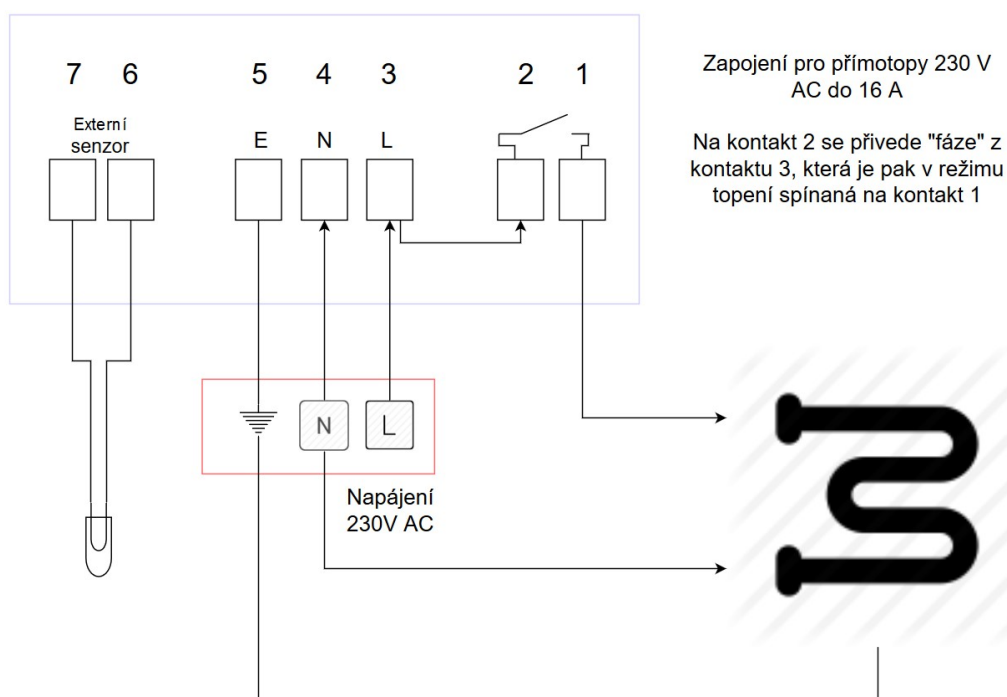 7 6 5 4 3 2 1
Externí
senzor
E N L
Zapojení pro přímotopy 230 V
AC do 16 A
Na kontakt 2 se přivede "fáze" z
kontaktu 3, která je pak v režimu
topení spínaná na kontakt 1
N L
Napájení
230V AC